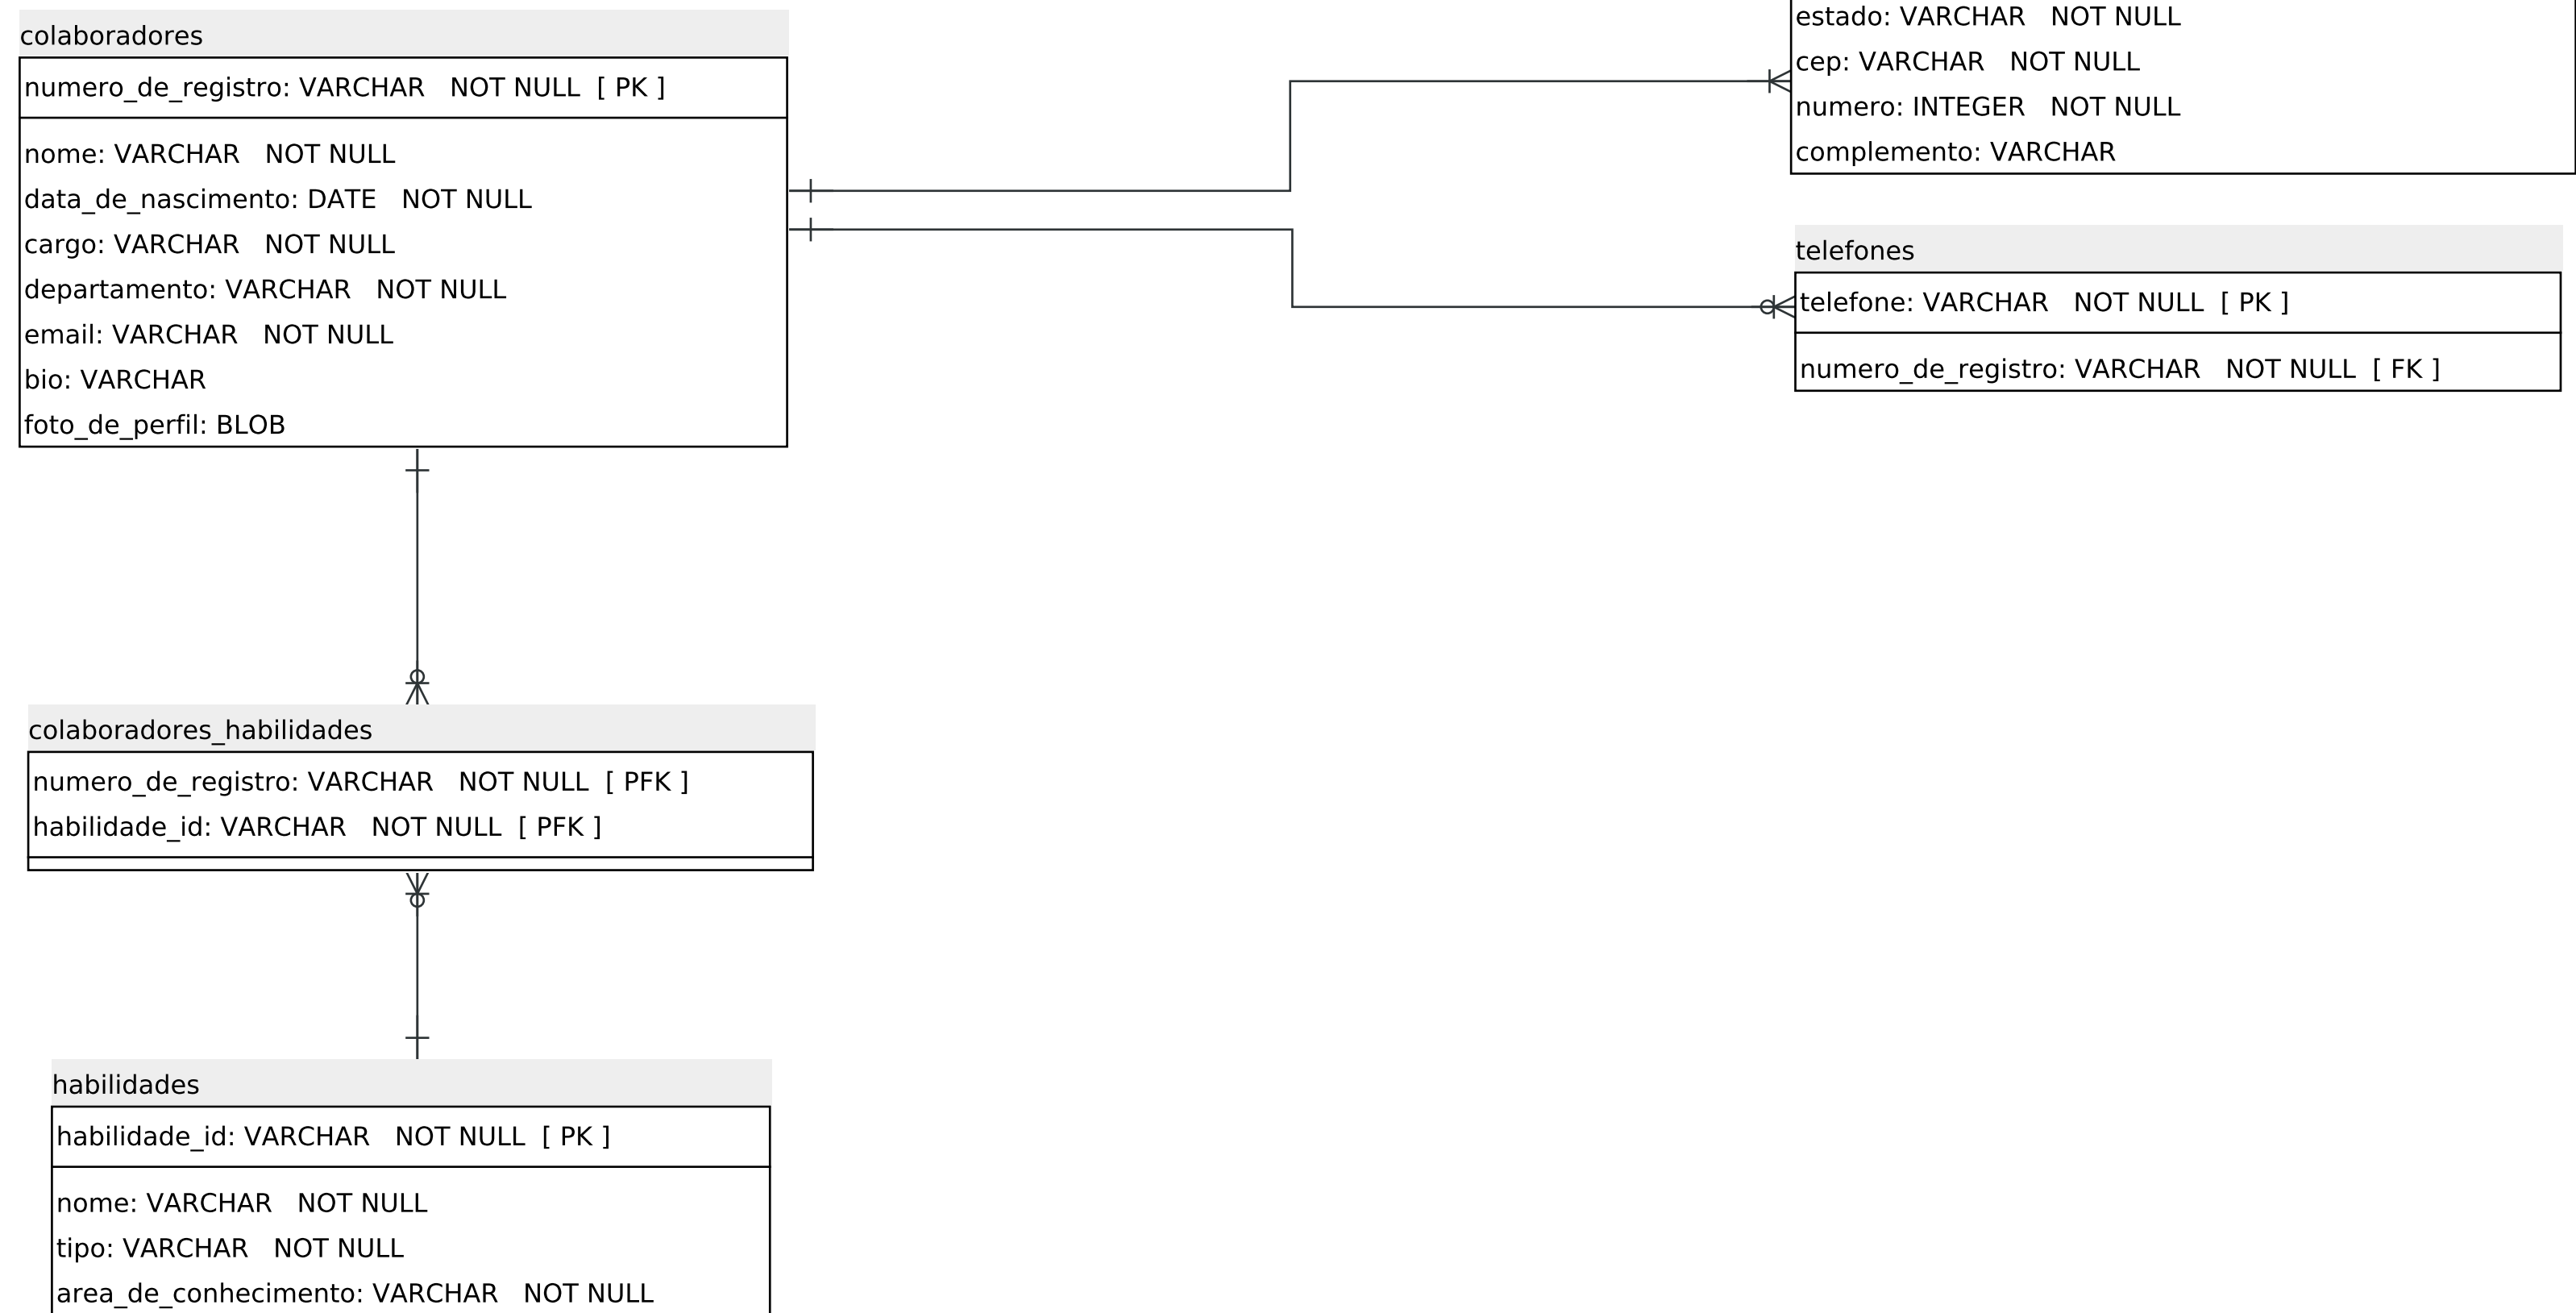 colaboradores
numero_de_registro: VARCHAR NOT NULL [ PK ]
nome: VARCHAR NOT NULL
data_de_nascimento: DATE NOT NULL
cargo: VARCHAR NOT NULL
departamento: VARCHAR NOT NULL
email: VARCHAR NOT NULL
bio: VARCHAR
foto_de_perfil: BLOB
estado: VARCHAR NOT NULL
cep: VARCHAR NOT NULL
numero: INTEGER NOT NULL
complemento: VARCHAR
telefones
telefone: VARCHAR NOT NULL [ PK ]
numero_de_registro: VARCHAR NOT NULL [ FK ]
colaboradores_habilidades
numero_de_registro: VARCHAR NOT NULL [ PFK ]
habilidade_id: VARCHAR NOT NULL [ PFK ]
habilidades
habilidade_id: VARCHAR NOT NULL [ PK ]
nome: VARCHAR NOT NULL
tipo: VARCHAR NOT NULL
area_de_conhecimento: VARCHAR NOT NULL